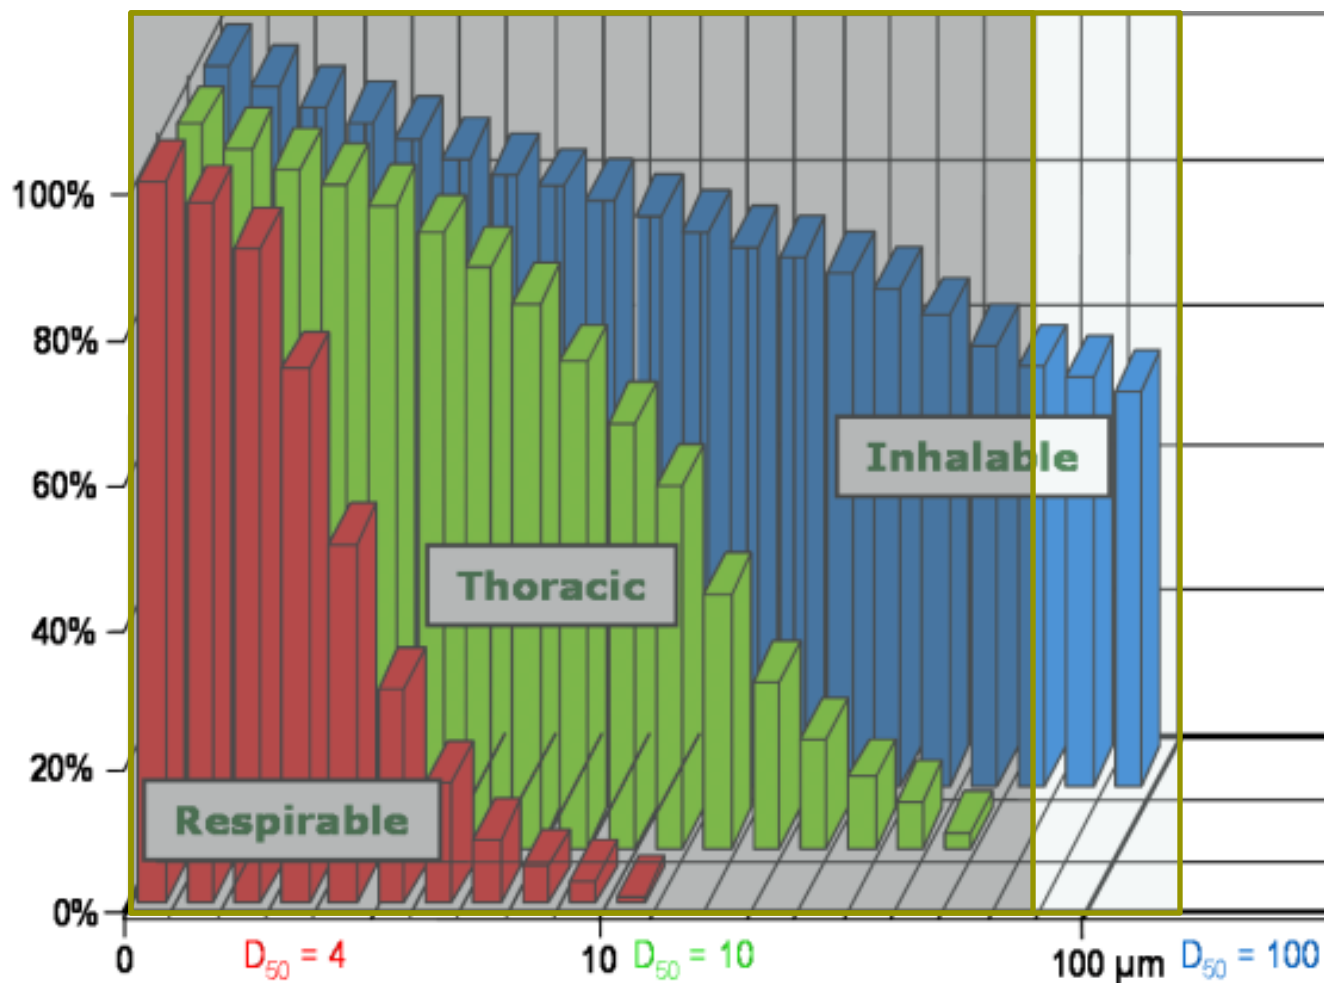 100%
80%
Inhalable
60%
Thoracic
40%
20%
Respirable
0%
0
D50 = 4
10
D50 = 10
100 µm
D50 = 100